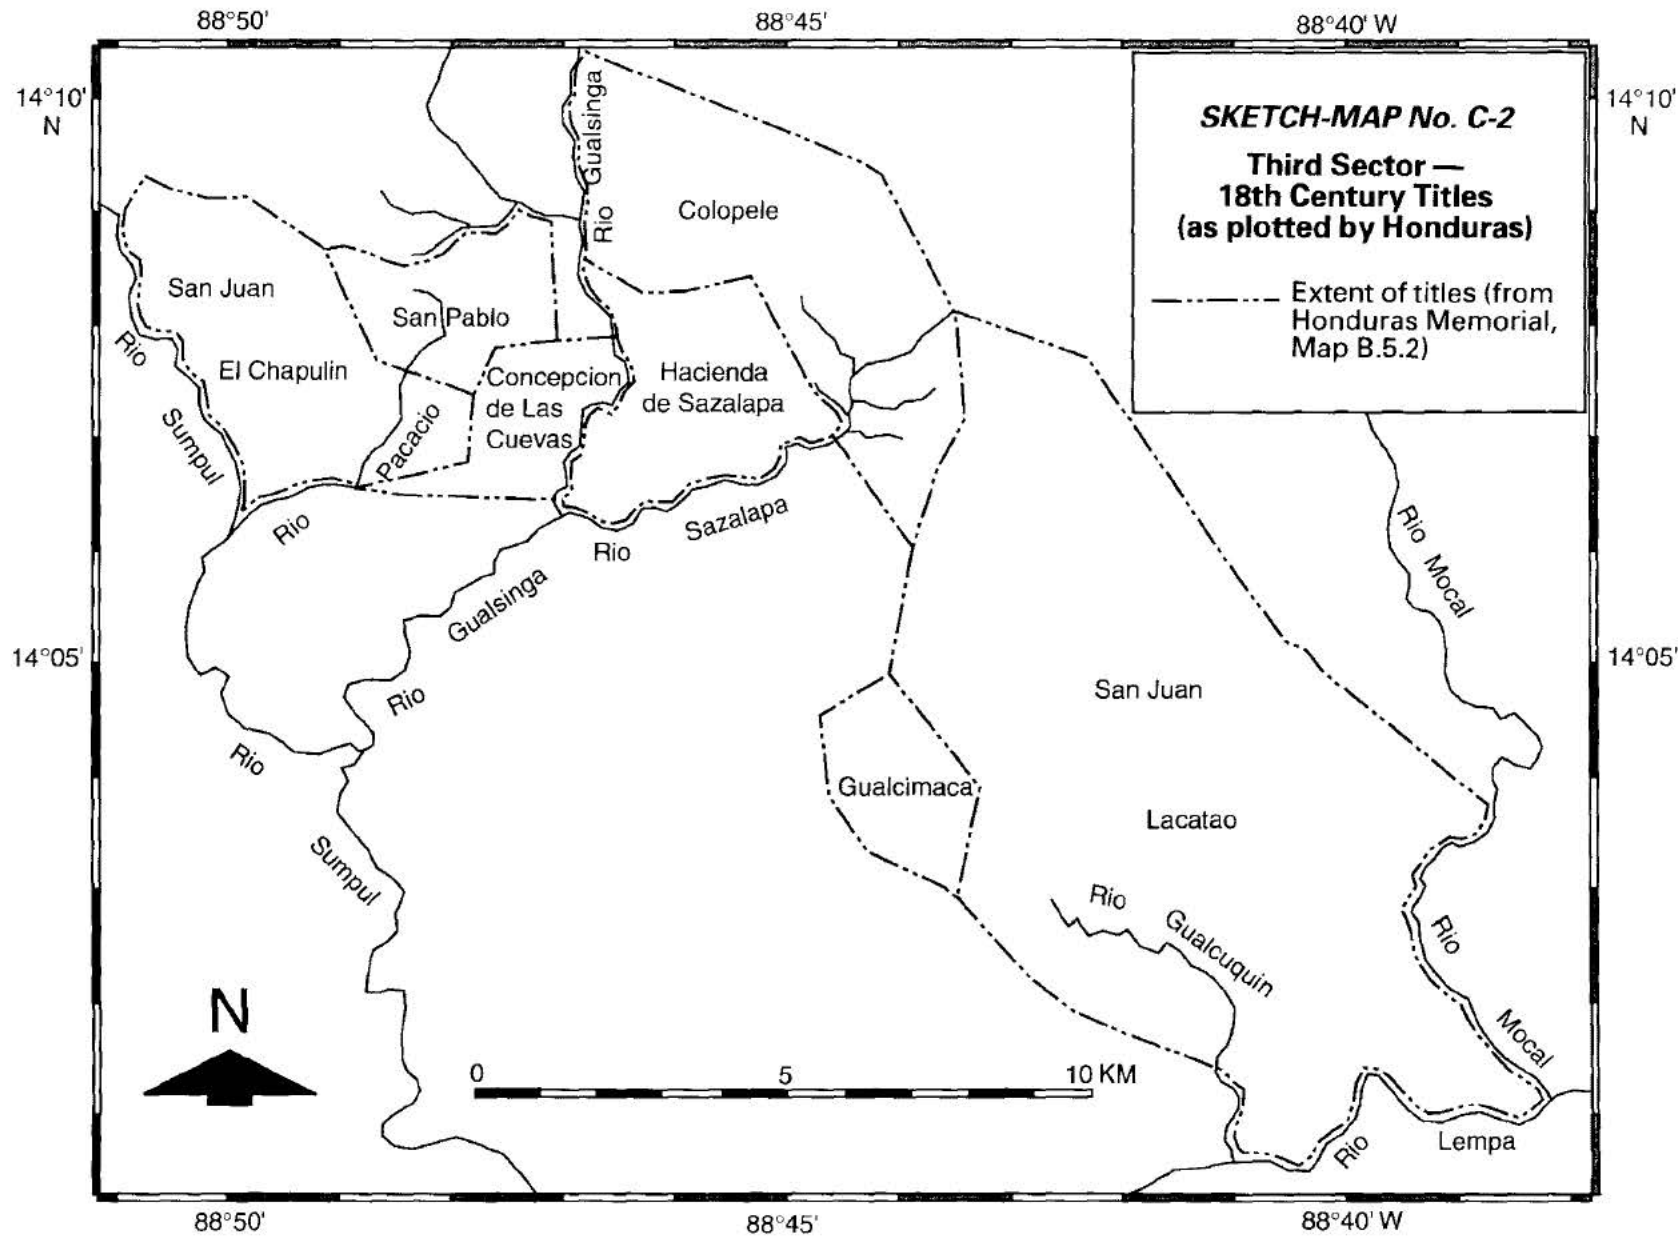 88°50'
88°45'
88°40' W
14°10'
N
14°10'
N
SKETCH-MAP No. C-2
Third Sector —
18th Century Titles
(as plotted by Honduras)
Extent of titles (from
Honduras Memorial,
Map B.5.2)
Rio Gualsinga
Colopele
San Juan
San Pablo
El Chapulin
Rio Sumpul
Concepcion
de Las
Cuevas
Hacienda
de Sazalapa
Rio Pacacio
Rio Sazalapa
Rio Gualsinga
Rio Mocal
14°05'
14°05'
San Juan
Rio Sumpul
Gualcimaca
Lacatao
Rio Gualcuquin
Rio Mocal
N
0 5 10 KM
Rio Lempa
88°50'
88°45'
88°40' W